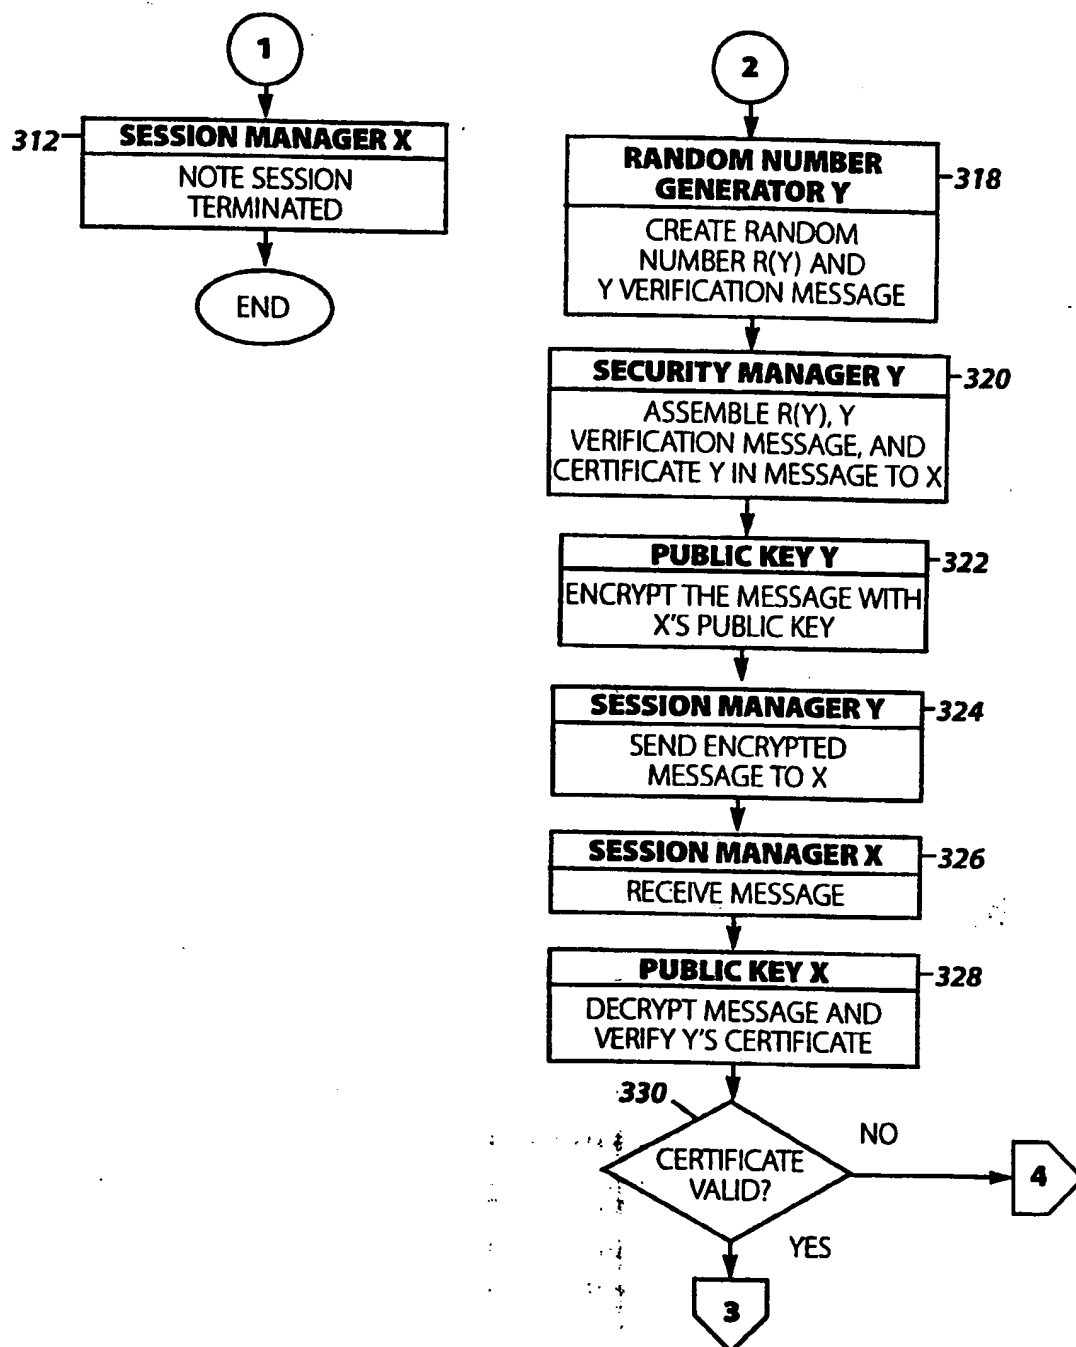 1
312
SESSION MANAGER X
NOTE SESSION
TERMINATED
END
2
RANDOM NUMBER
GENERATOR Y
318
CREATE RANDOM
NUMBER R(Y) AND
Y VERIFICATION MESSAGE
SECURITY MANAGER Y
320
ASSEMBLE R(Y), Y
VERIFICATION MESSAGE, AND
CERTIFICATE Y IN MESSAGE TO X
PUBLIC KEY Y
322
ENCRYPT THE MESSAGE WITH
X'S PUBLIC KEY
SESSION MANAGER Y
324
SEND ENCRYPTED
MESSAGE TO X
SESSION MANAGER X
326
RECEIVE MESSAGE
PUBLIC KEY X
328
DECRYPT MESSAGE AND
VERIFY Y'S CERTIFICATE
330
CERTIFICATE
VALID?
NO
4
YES
3